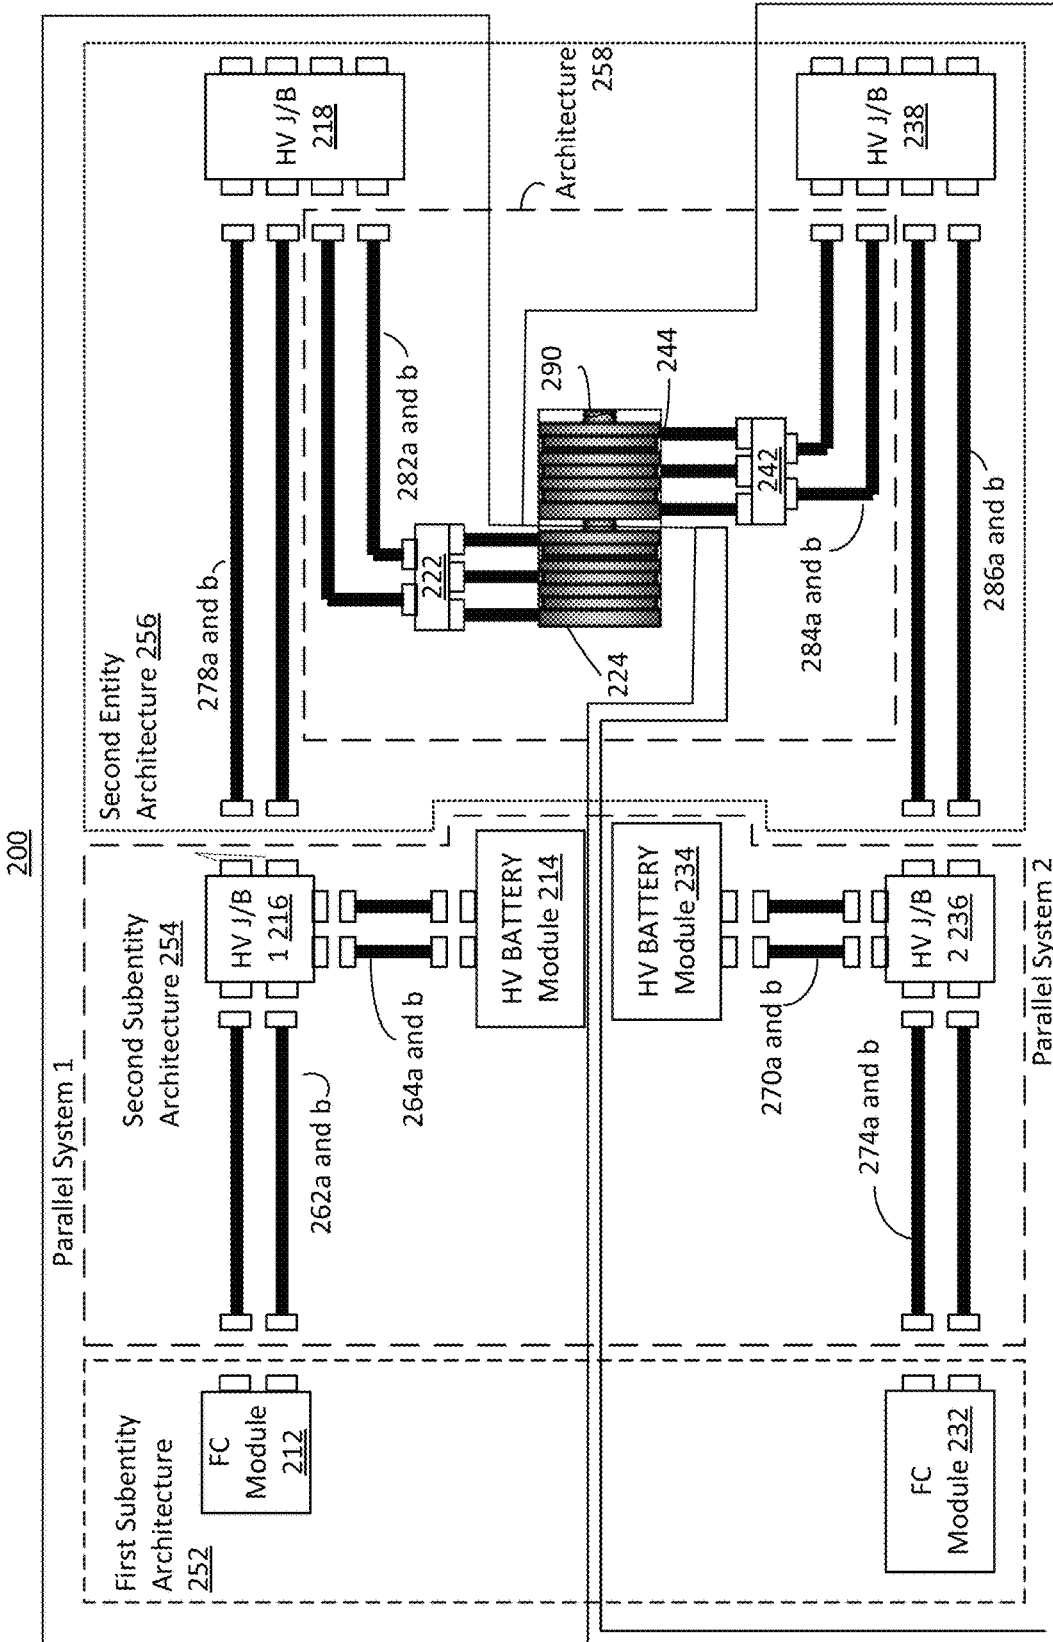 200
Parallel System 1
First Subentity
Architecture
252
FC
Module
212
Second Subentity
Architecture 254
262a and b
HV J/B
1 216
264a and b
HV BATTERY
Module 214
Second Entity
Architecture 256
278a and b
HV J/B
218
282a and b
222
224
290
244
242
Architecture
258
284a and b
286a and b
HV J/B
238
HV BATTERY
Module 234
270a and b
HV J/B
2 236
274a and b
FC
Module 232
Parallel System 2